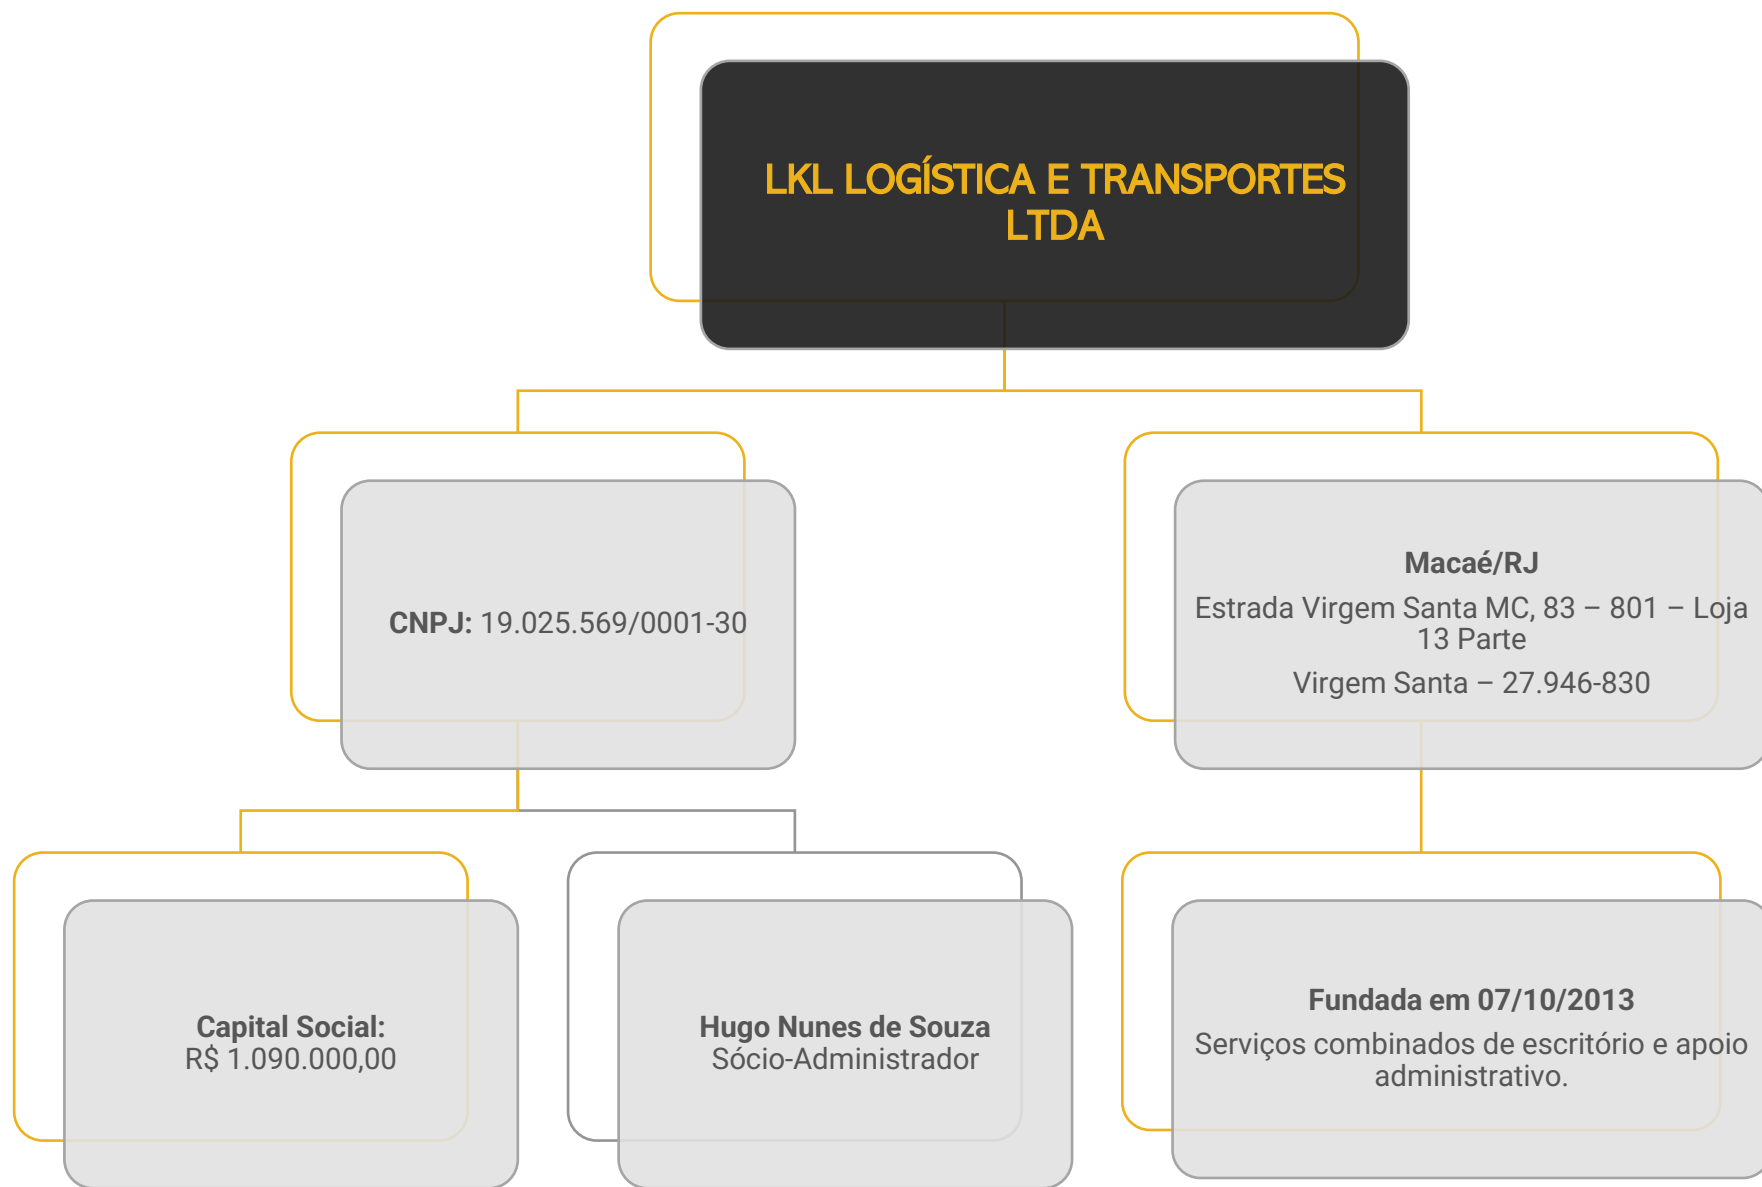 LKL LOGÍSTICA E TRANSPORTES
LTDA
CNPJ: 19.025.569/0001-30
Macaé/RJ
Estrada Virgem Santa MC, 83 – 801 – Loja
13 Parte
Virgem Santa – 27.946-830
Capital Social:
R$ 1.090.000,00
Hugo Nunes de Souza
Sócio-Administrador
Fundada em 07/10/2013
Serviços combinados de escritório e apoio
administrativo.